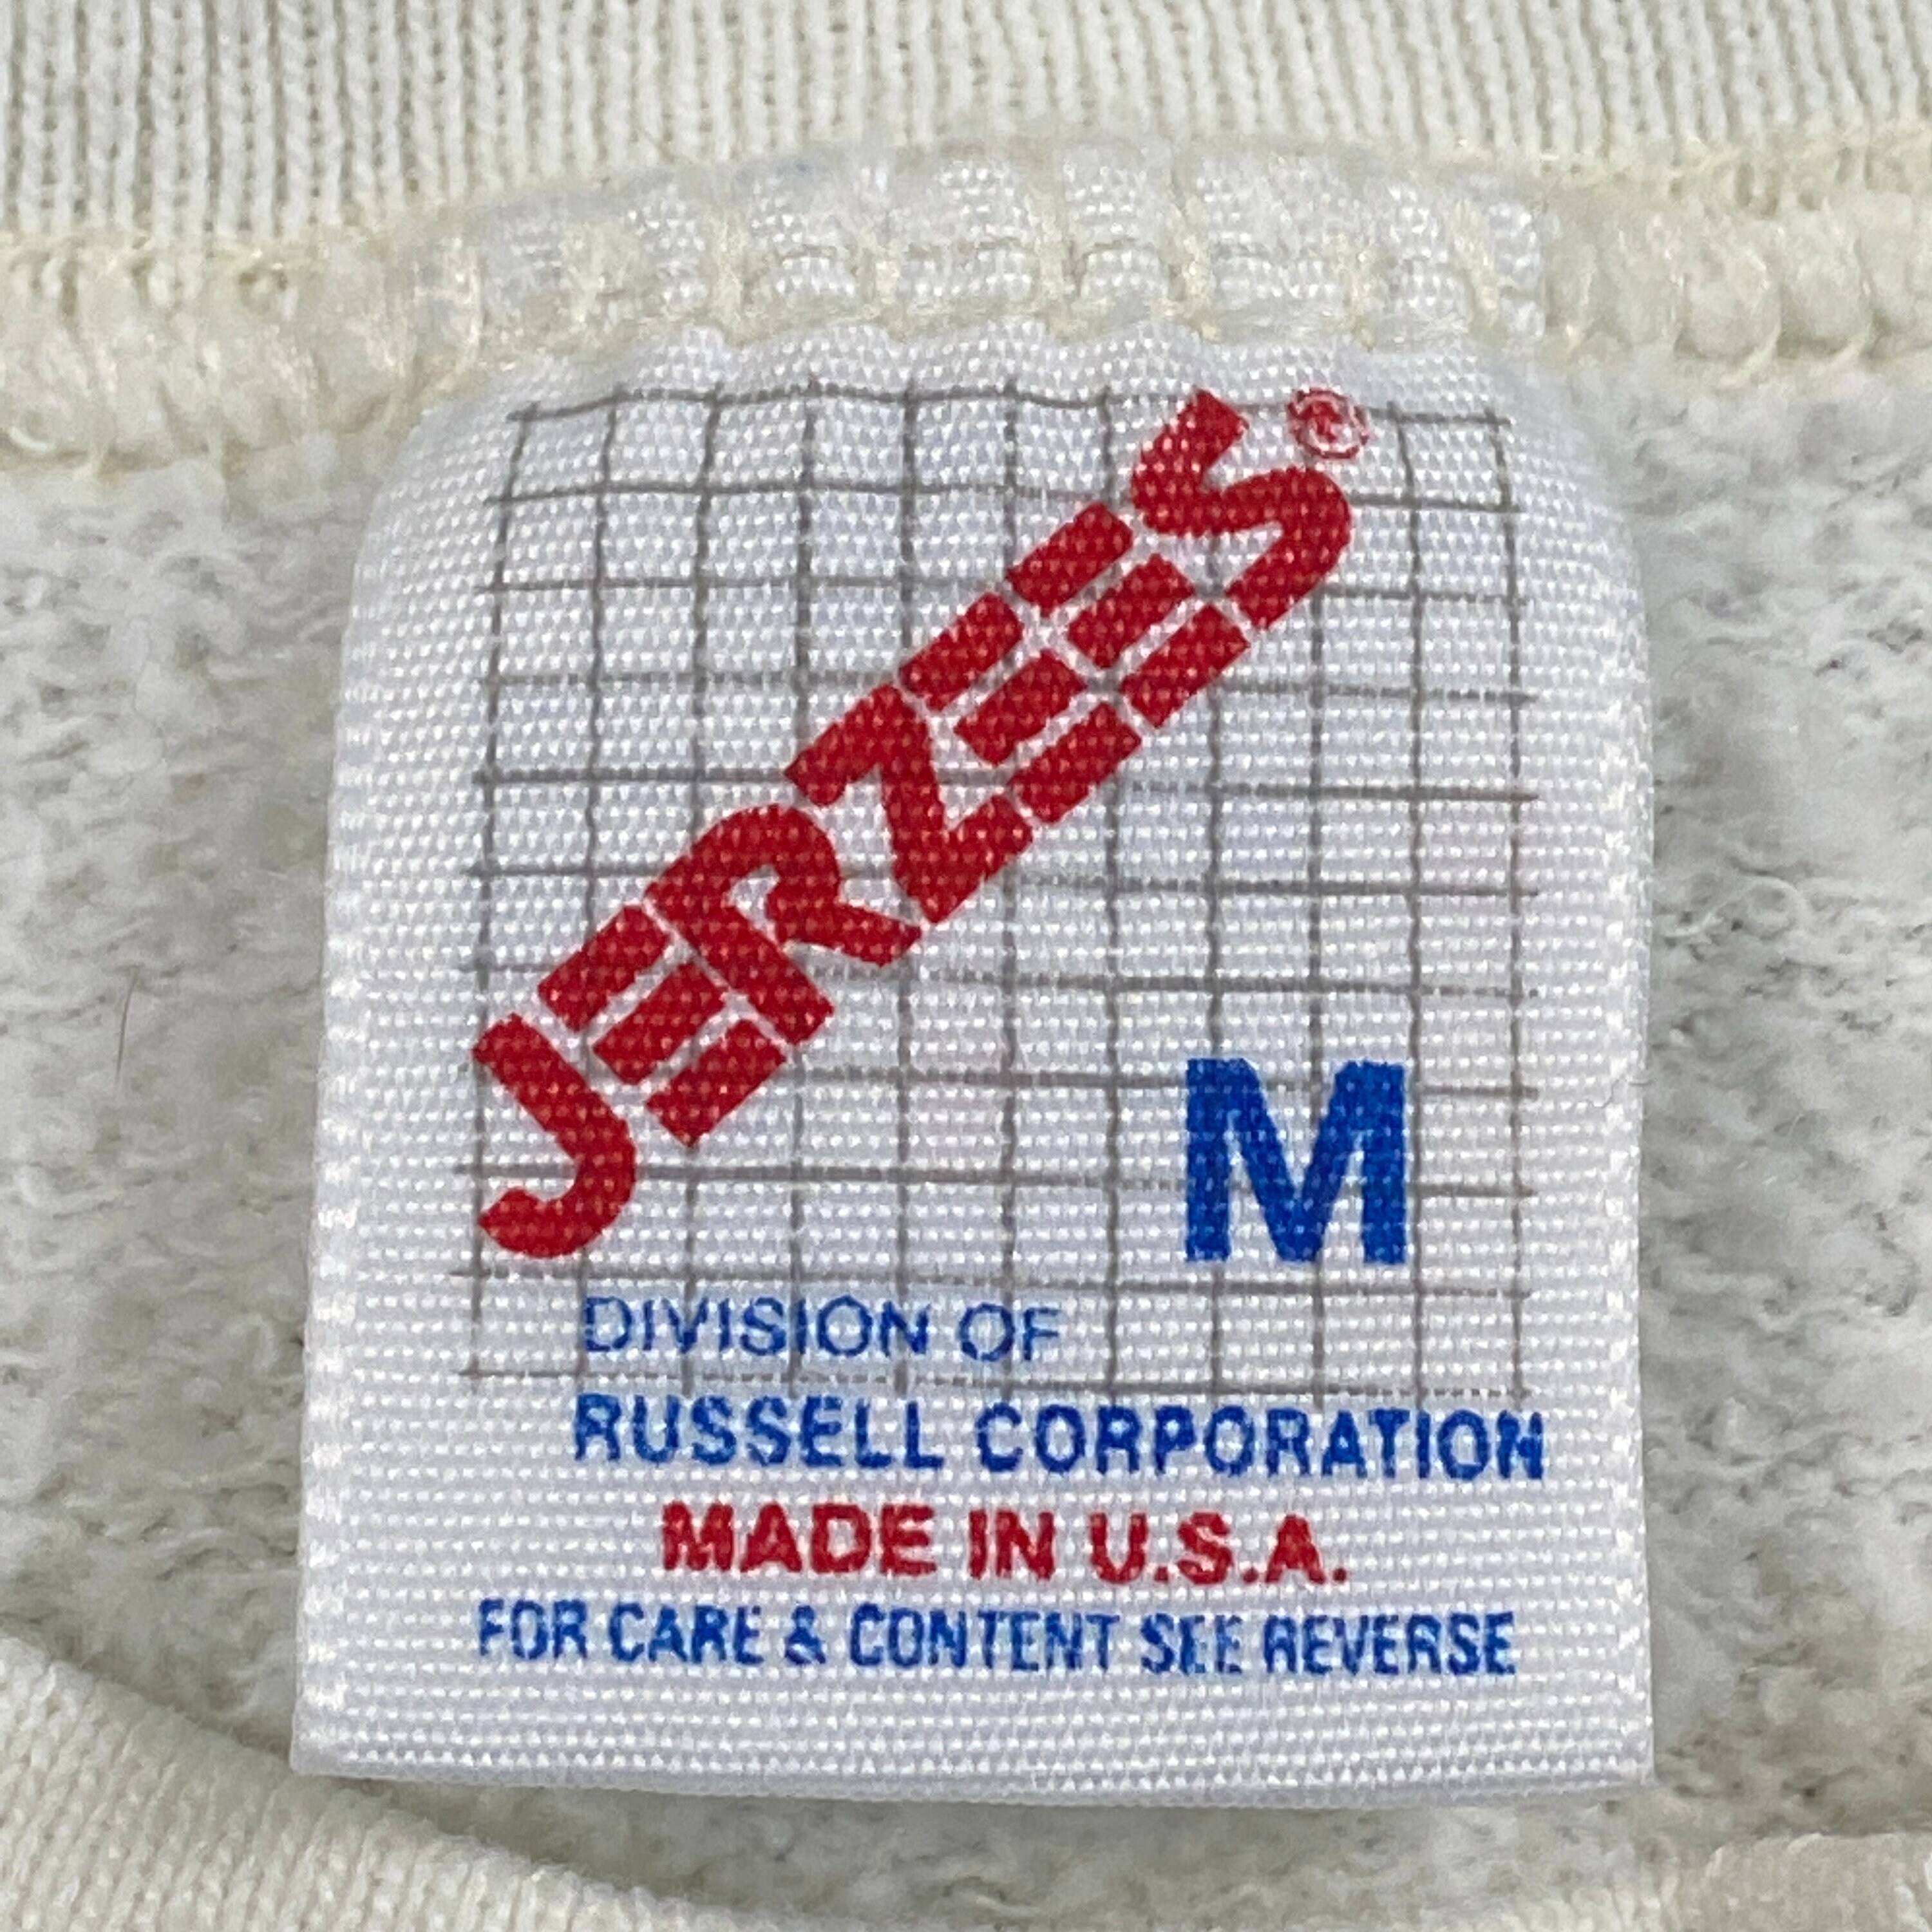 JERZEES®
M
DIVISION OF
RUSSELL CORPORATION
MADE IN U.S.A.
FOR CARE & CONTENT SEE REVERSE